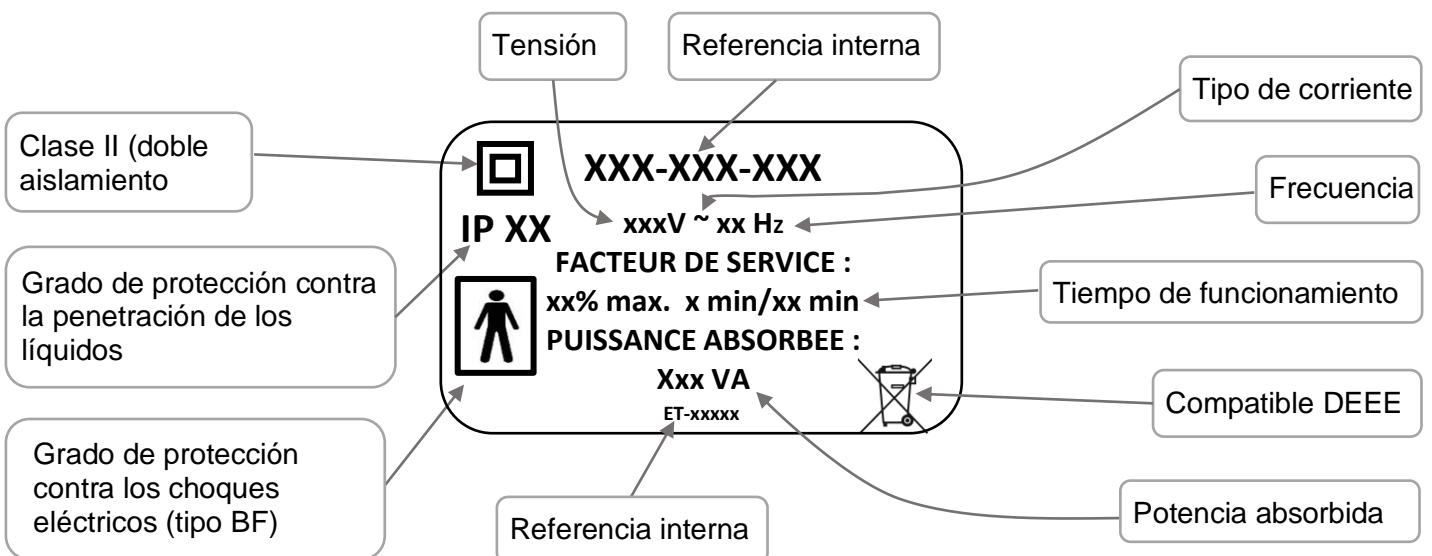 Tensión
Referencia interna
Tipo de corriente
Clase II (doble
aislamiento
XXX-XXX-XXX
Frecuencia
IP XX
xxxV ~ xx Hz
FACTEUR DE SERVICE :
Grado de protección contra
la penetración de los
líquidos
xx% max. x min/xx min
Tiempo de funcionamiento
PUISSANCE ABSORBEE :
Xxx VA
ET-xxxxx
Compatible DEEE
Grado de protección
contra los choques
eléctricos (tipo BF)
Referencia interna
Potencia absorbida